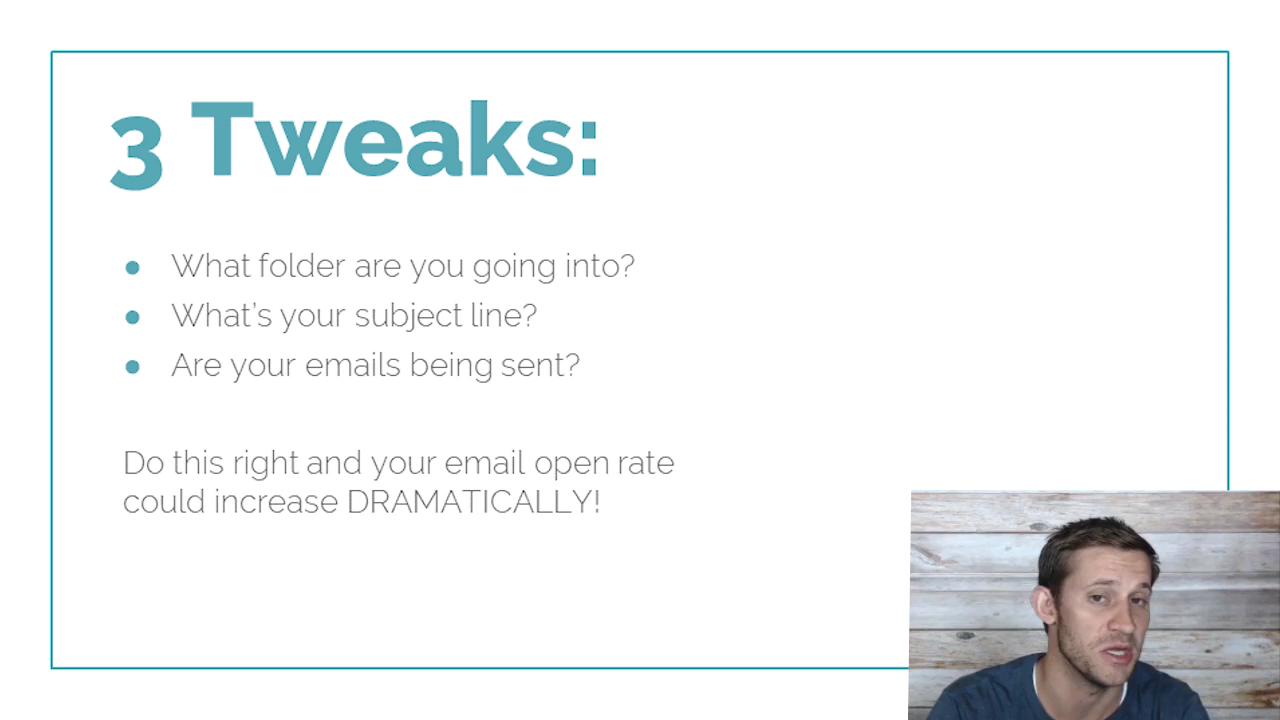 3 Tweaks:
● What folder are you going into?
● What's your subject line?
● Are your emails being sent?
Do this right and your email open rate
could increase DRAMATICALLY!